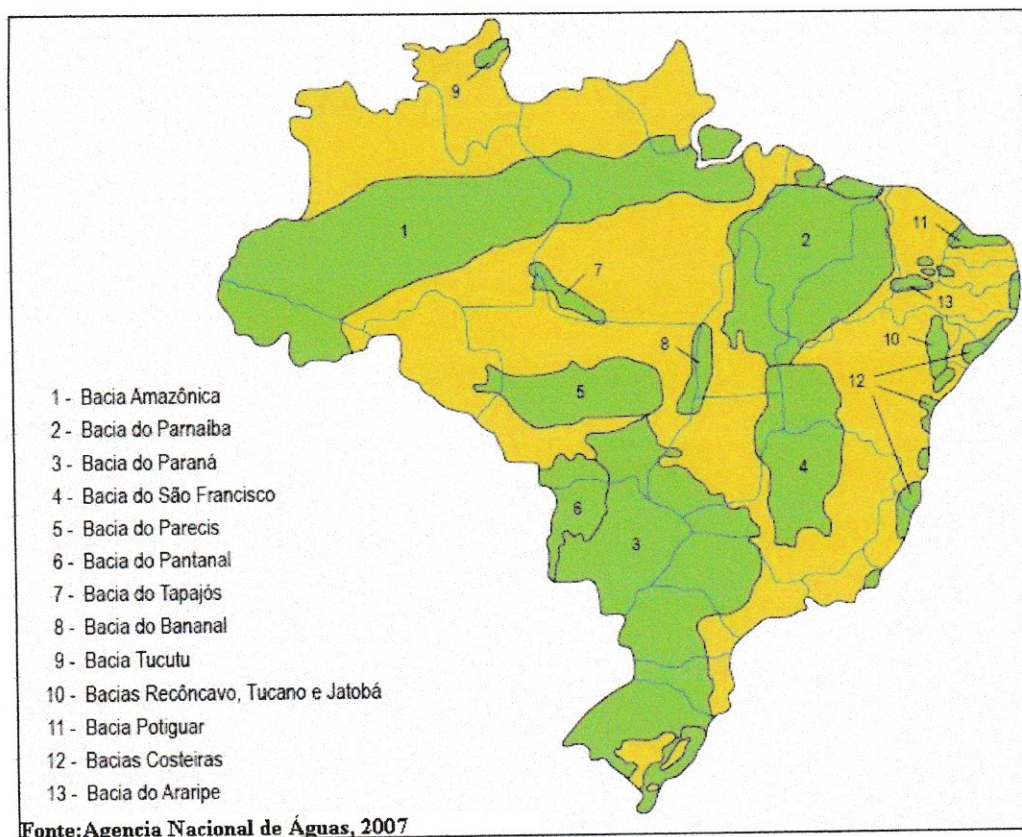 9
1
2
11
7
13
10
8
12
5
4
6
3
1 - Bacia Amazônica
2 - Bacia do Parnaíba
3 - Bacia do Paraná
4 - Bacia do São Francisco
5 - Bacia do Parecis
6 - Bacia do Pantanal
7 - Bacia do Tapajós
8 - Bacia do Bananal
9 - Bacia Tucutu
10 - Bacias Recôncavo, Tucano e Jatobá
11 - Bacia Potiguar
12 - Bacias Costeiras
13 - Bacia do Araripe
Fonte:Agencia Nacional de Águas, 2007